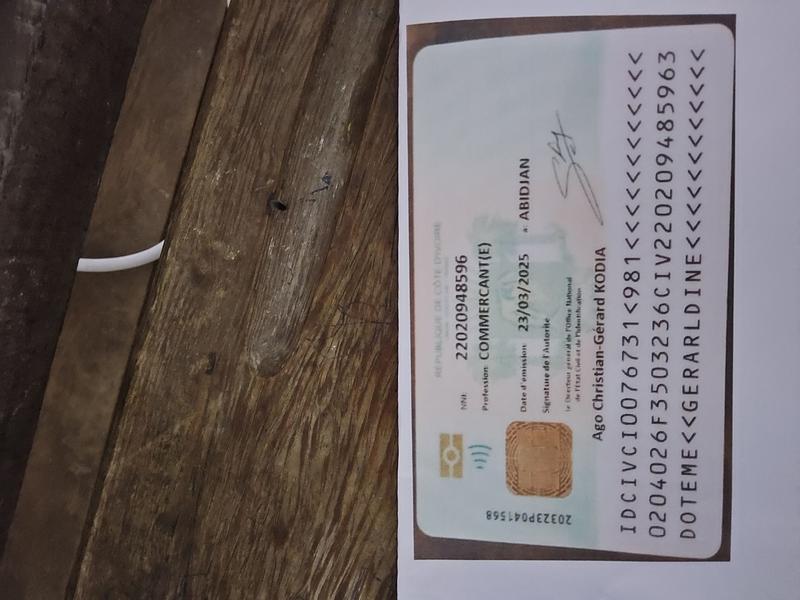 REPUBLIQUE DE CÔTE D'IVOIRE
NNI: 22020948596
Profession: COMMERCANT(E)
Date d'émission: 23/03/2025 à: ABIDJAN
Signature de l'Autorité
Le Directeur général de l'Office National
de l'Etat Civil et de l'Identification
Ago Christian-Gérard KODIA
20323P041568
IDCIVCI0076731<981<<<<<<<<<<<<
0204026F3503236CIV220209485963
DOTEME<<GERARLDINE<<<<<<<<<<<<